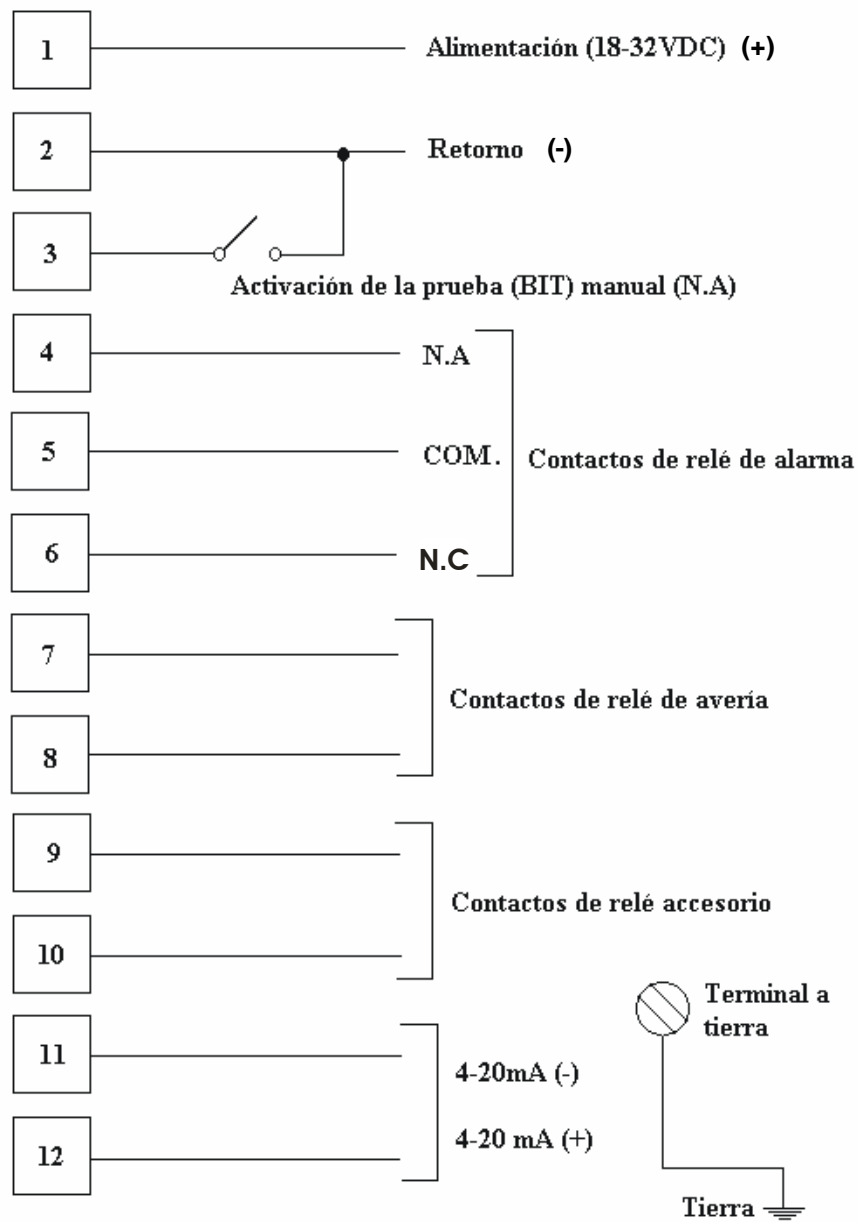 1 Alimentación (18-32VDC) (+)
2 Retorno (-)
3
Activación de la prueba (BIT) manual (N.A)
4 N.A
5 COM. Contactos de relé de alarma
6 N.C
7
Contactos de relé de avería
8
9
Contactos de relé accesorio
10
Terminal a
tierra
11
4-20mA (-)
4-20 mA (+)
12
Tierra